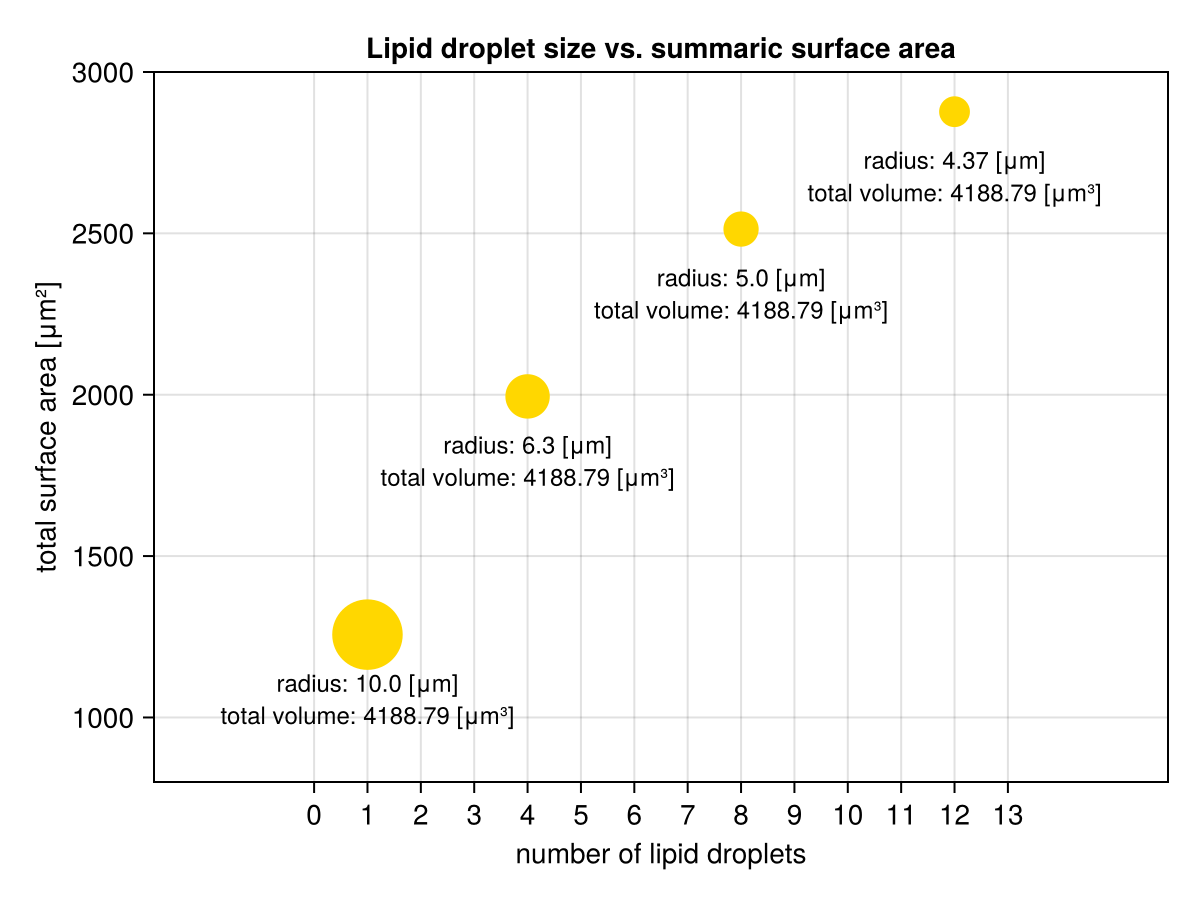 Lipid droplet size vs. summaric surface area
3000
2500
2000
1500
1000
total surface area [µm²]
radius: 4.37 [µm]
total volume: 4188.79 [µm³]
radius: 5.0 [µm]
total volume: 4188.79 [µm³]
radius: 6.3 [µm]
total volume: 4188.79 [µm³]
radius: 10.0 [µm]
total volume: 4188.79 [µm³]
0 1 2 3 4 5 6 7 8 9 10 11 12 13
number of lipid droplets